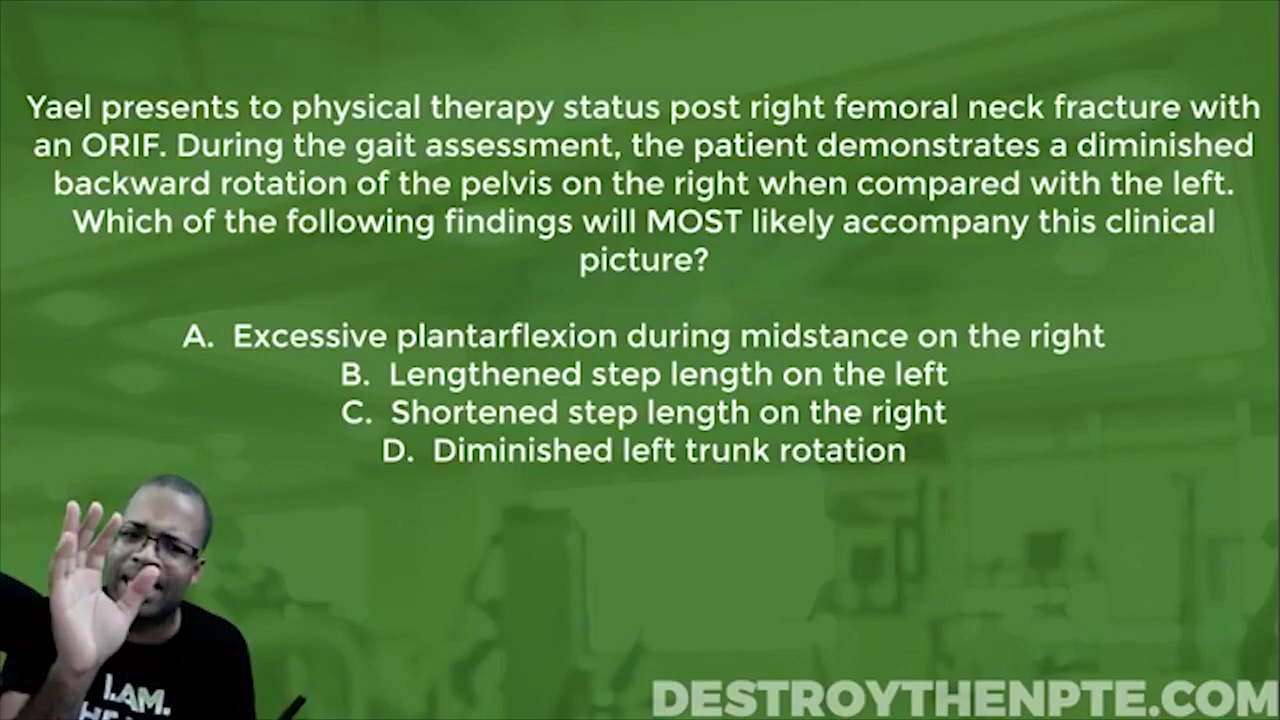 Yael presents to physical therapy status post right femoral neck fracture with
an ORIF. During the gait assessment, the patient demonstrates a diminished
backward rotation of the pelvis on the right when compared with the left.
Which of the following findings will MOST likely accompany this clinical
picture?
A. Excessive plantarflexion during midstance on the right
B. Lengthened step length on the left
C. Shortened step length on the right
D. Diminished left trunk rotation
I.AM.
DESTROYTHENPTE.COM